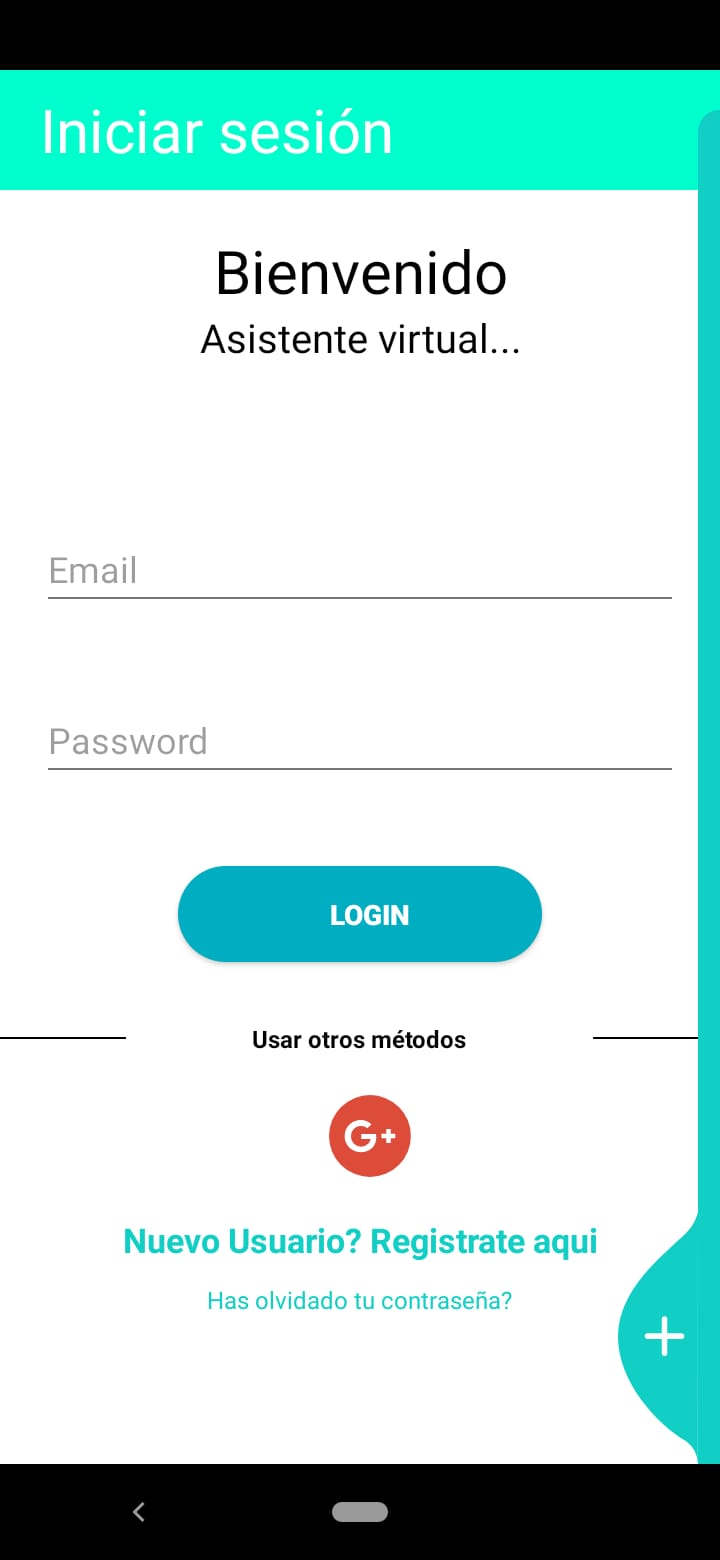 Iniciar sesión
Bienvenido
Asistente virtual...
Email
Password
LOGIN
Usar otros métodos
G+
Nuevo Usuario? Registrate aqui
Has olvidado tu contraseña?